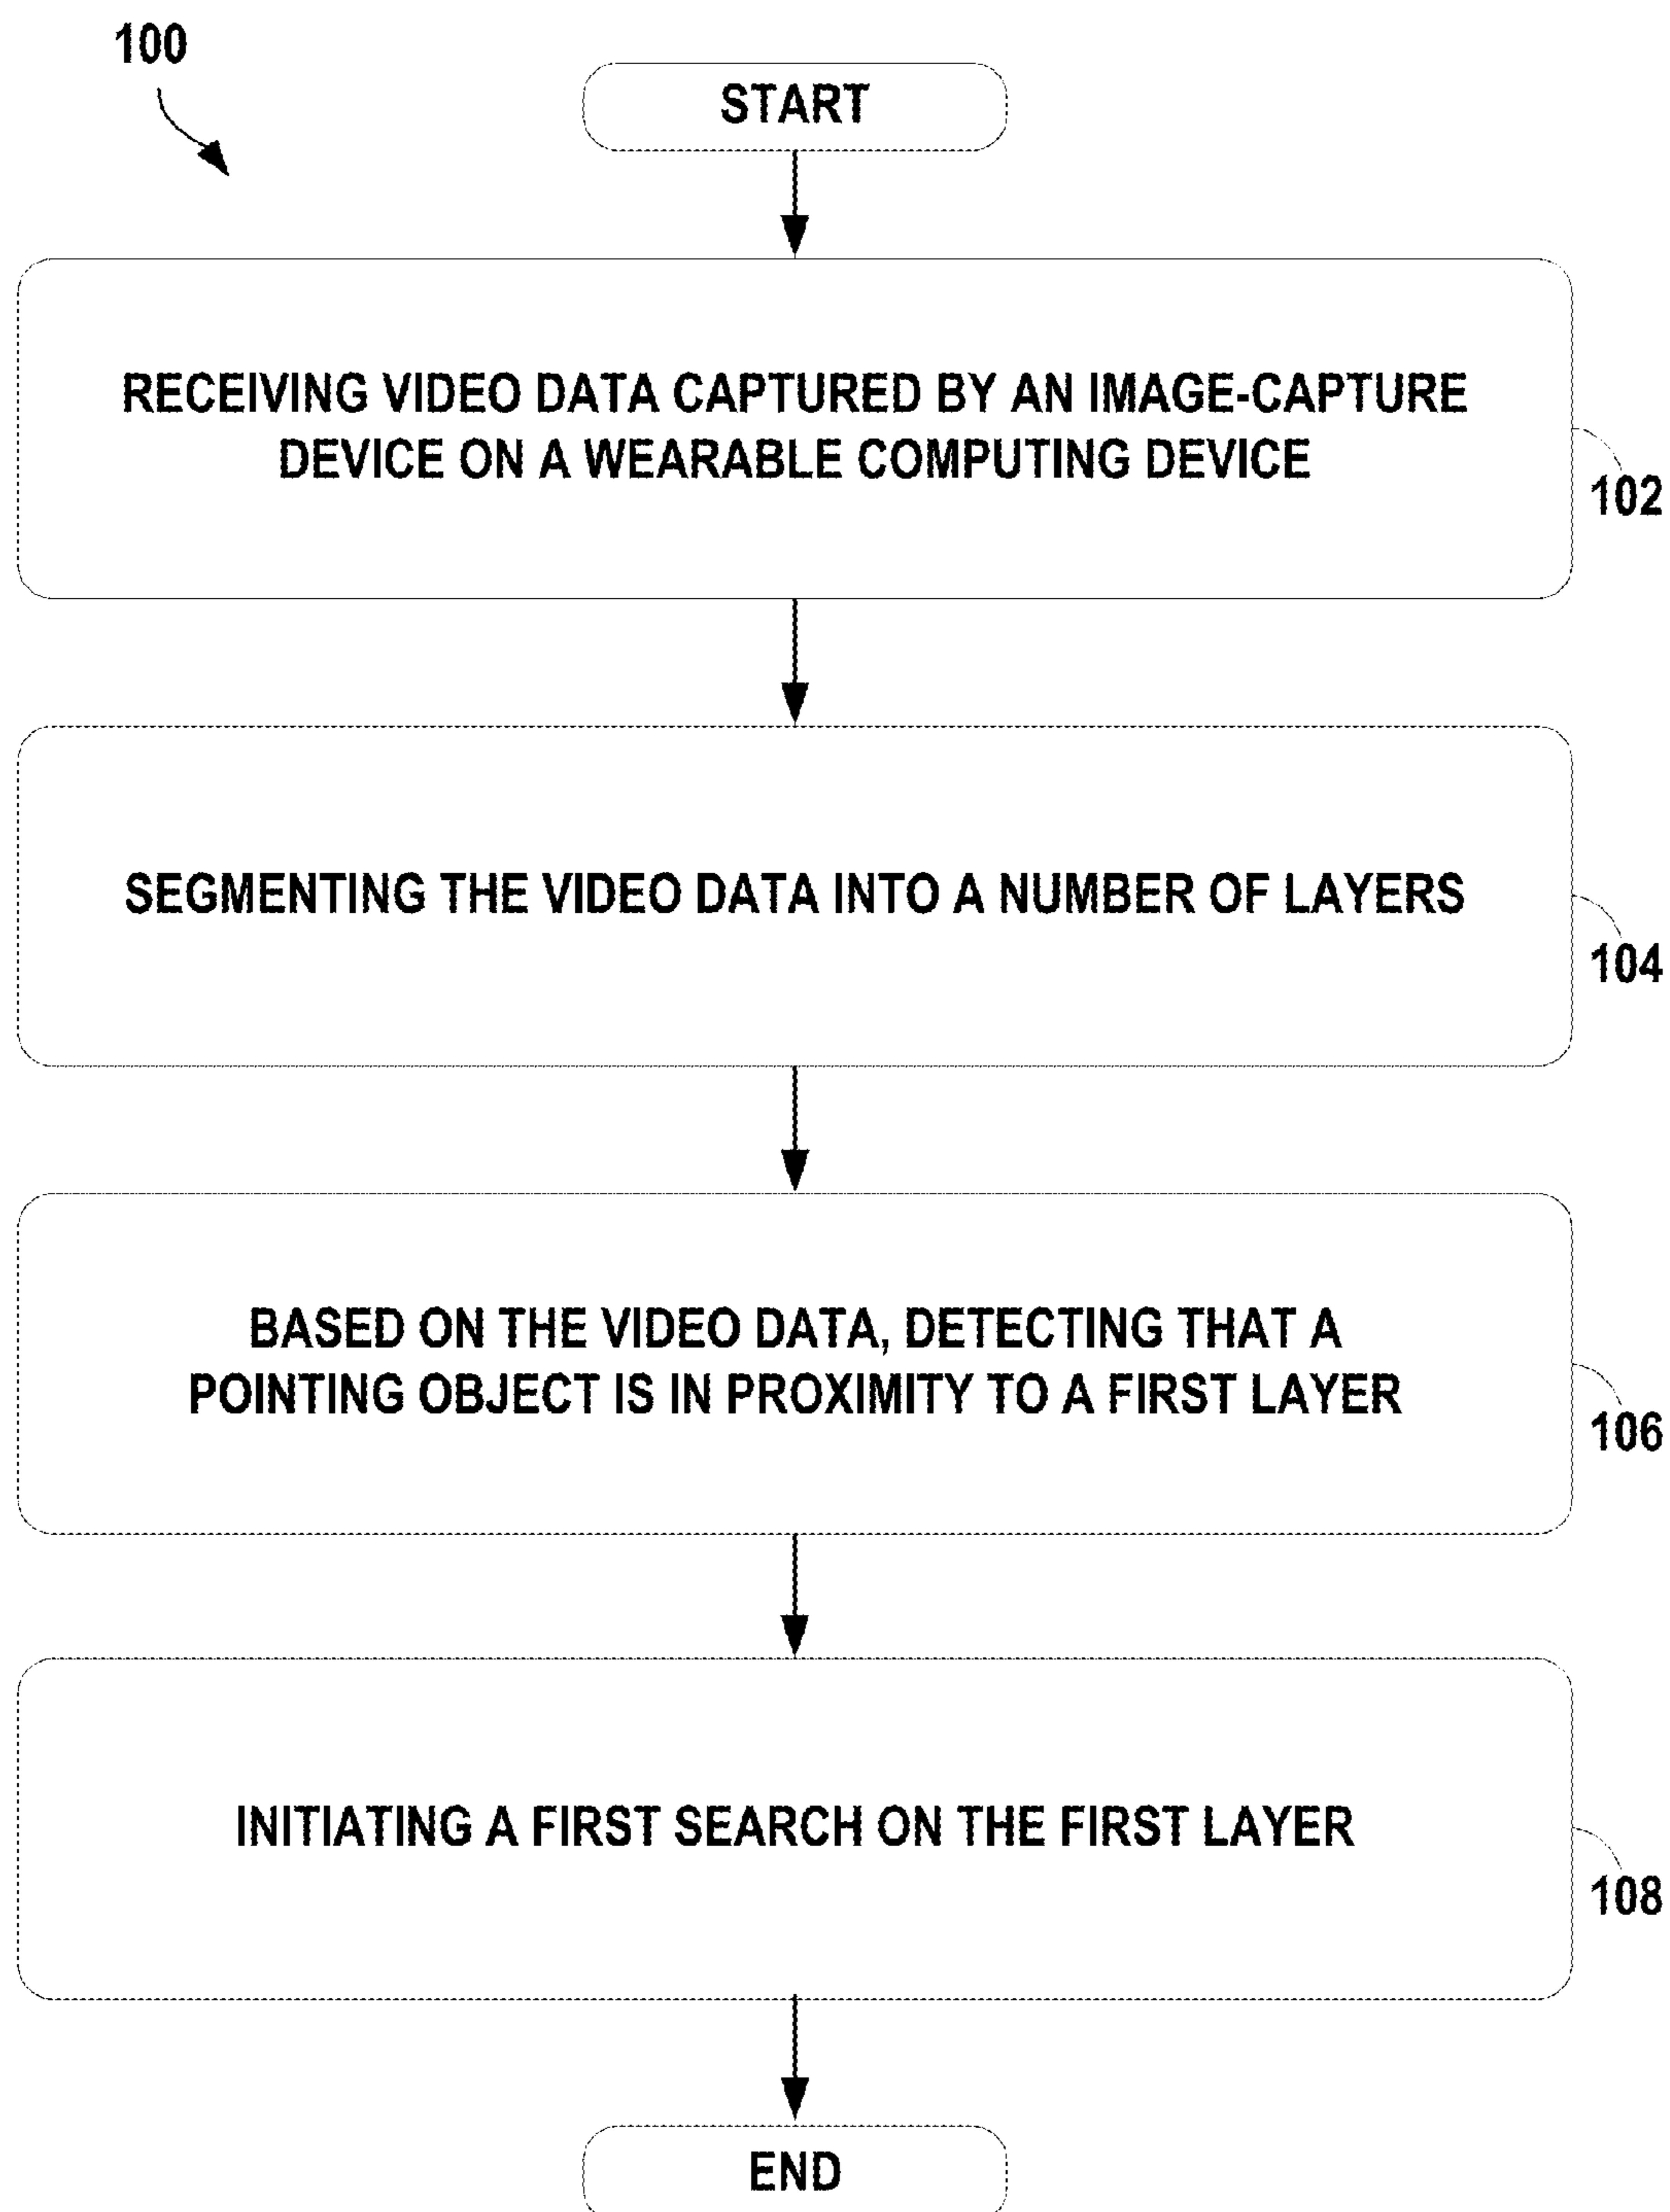 100
START
RECEIVING VIDEO DATA CAPTURED BY AN IMAGE-CAPTURE
DEVICE ON A WEARABLE COMPUTING DEVICE
102
SEGMENTING THE VIDEO DATA INTO A NUMBER OF LAYERS
104
BASED ON THE VIDEO DATA, DETECTING THAT A
POINTING OBJECT IS IN PROXIMITY TO A FIRST LAYER
106
INITIATING A FIRST SEARCH ON THE FIRST LAYER
108
END